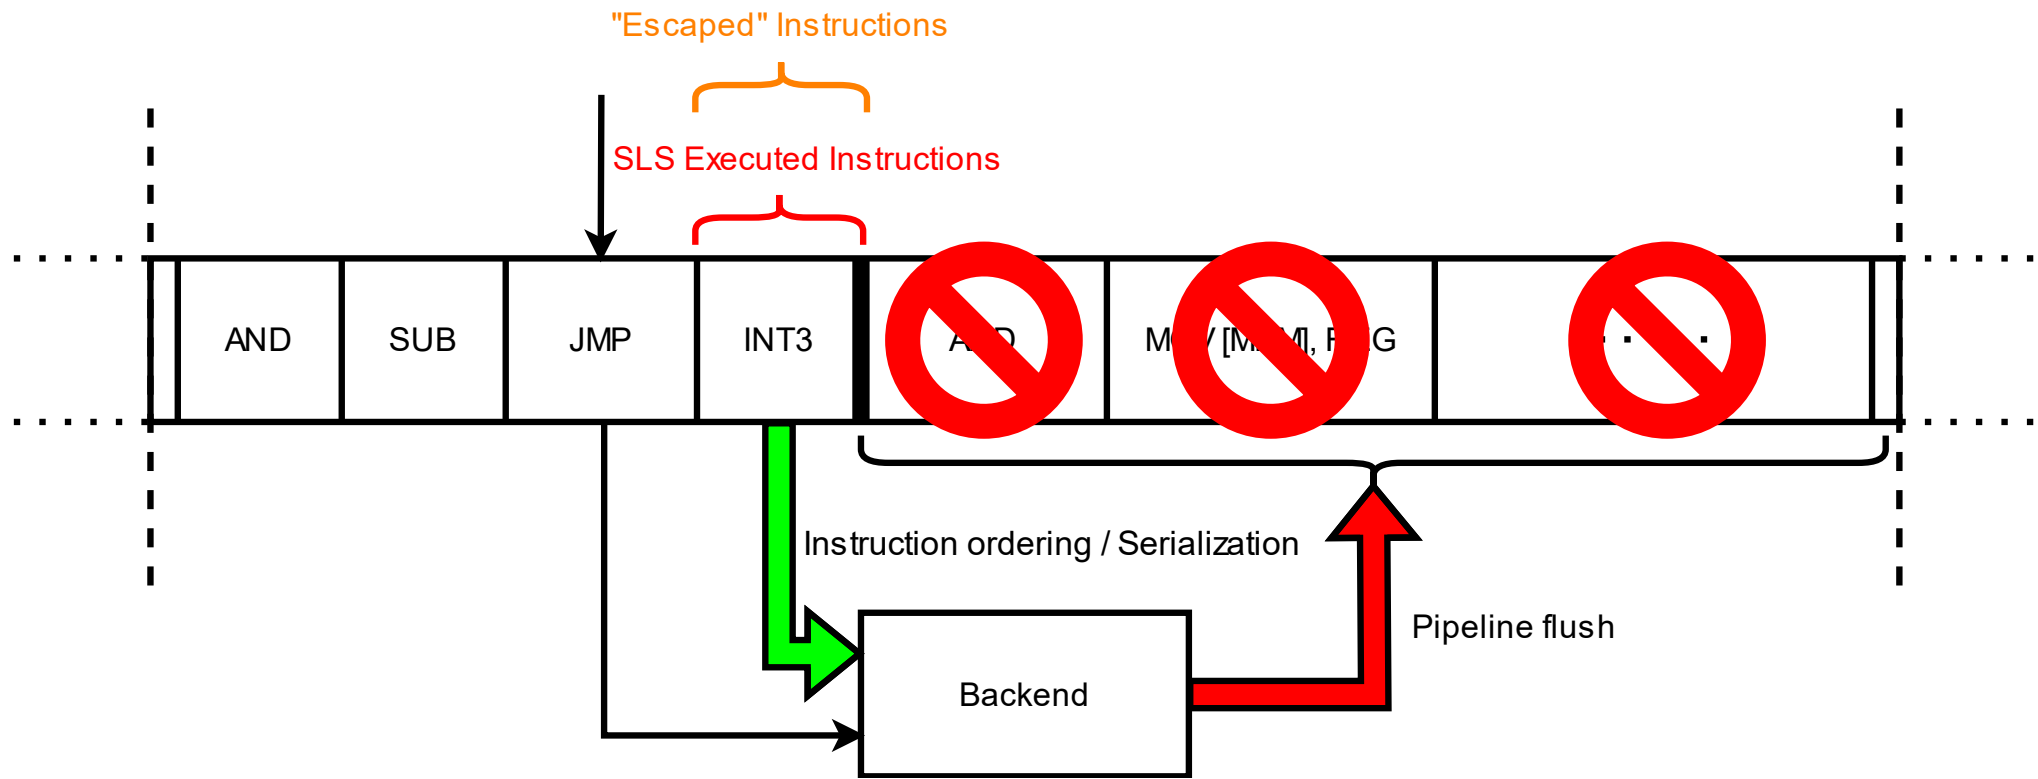 "Escaped" Instructions
SLS Executed Instructions
AND
SUB
JMP
INT3
Instruction ordering / Serialization
Pipeline flush
Backend